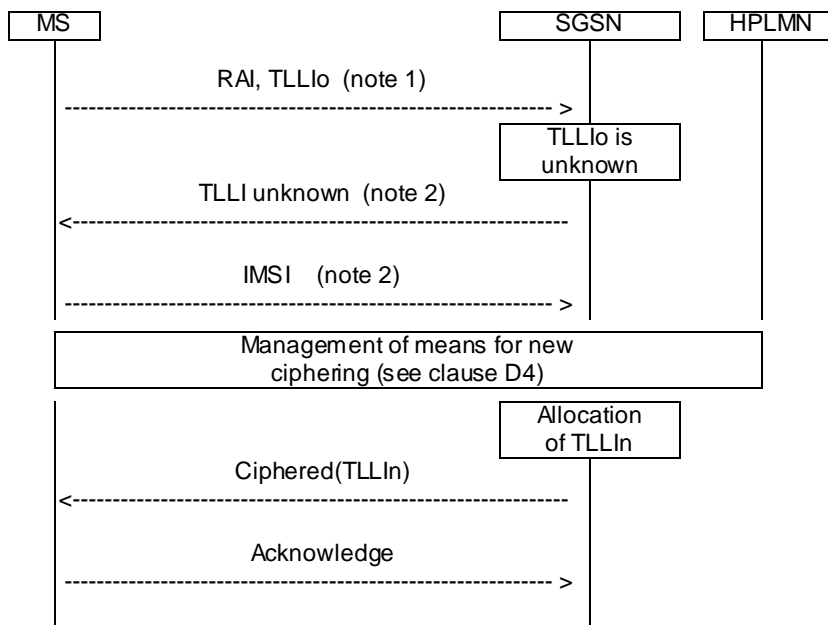 MS SGSN HPLMN
RAI, TLLIo (note 1)
------------------------------------------------------------ >
TLLIo is
unknown
TLLI unknown (note 2)
<------------------------------------------------------------
IMSI (note 2)
------------------------------------------------------------ >
Management of means for new
ciphering (see clause D4)
Allocation
of TLLIn
Ciphered(TLLIn)
<------------------------------------------------------------
Acknowledge
------------------------------------------------------------ >